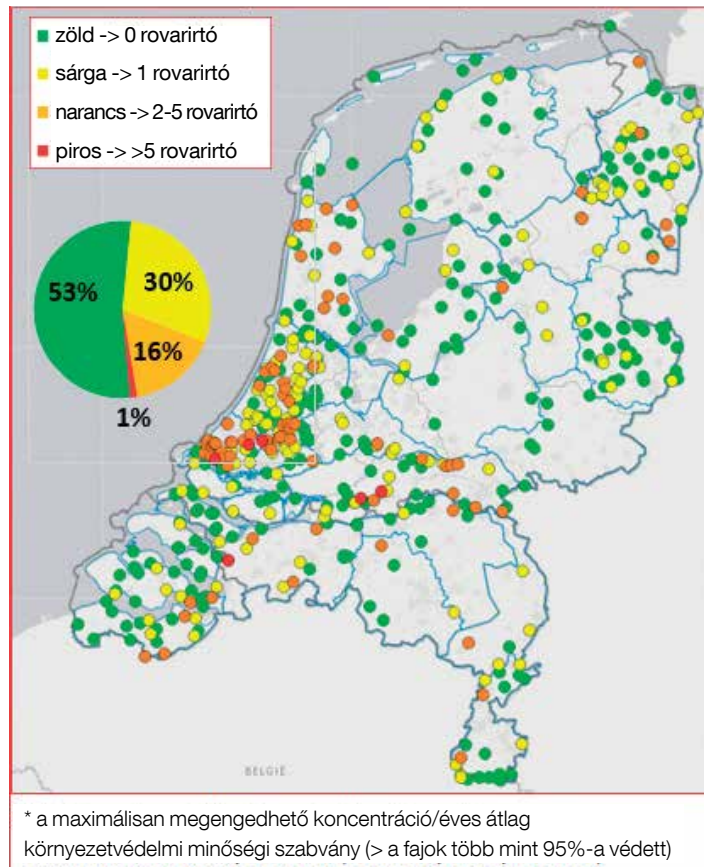 zöld -> 0 rovarirtó
sárga -> 1 rovarirtó
narancs -> 2-5 rovarirtó
piros -> >5 rovarirtó
53%
30%
16%
1%
BELGIË
* a maximálisan megengedhető koncentráció/éves átlag
környezetvédelmi minőségi szabvány (> a fajok több mint 95%-a védett)